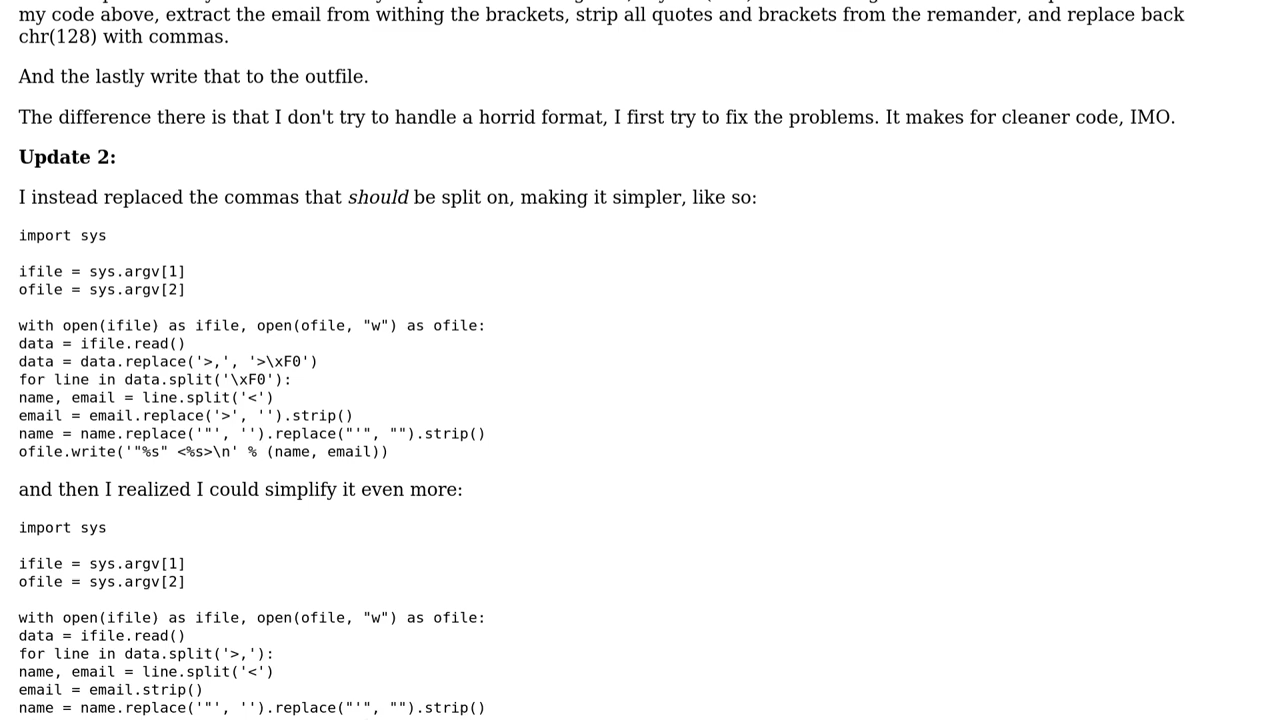 my code above, extract the email from withing the brackets, strip all quotes and brackets from the remander, and replace back
chr(128) with commas.
And the lastly write that to the outfile.
The difference there is that I don't try to handle a horrid format, I first try to fix the problems. It makes for cleaner code, IMO.
Update 2:
I instead replaced the commas that should be split on, making it simpler, like so:
import sys
ifile = sys.argv[1]
ofile = sys.argv[2]
with open(ifile) as ifile, open(ofile, "w") as ofile:
data = ifile.read()
data = data.replace('>,', '>\xF0')
for line in data.split('\xF0'):
name, email = line.split('<')
email = email.replace('>', '').strip()
name = name.replace('"', '').replace("'", "").strip()
ofile.write('"%s" <%s>\n' % (name, email))
and then I realized I could simplify it even more:
import sys
ifile = sys.argv[1]
ofile = sys.argv[2]
with open(ifile) as ifile, open(ofile, "w") as ofile:
data = ifile.read()
for line in data.split('>,'):
name, email = line.split('<')
email = email.strip()
name = name.replace('"', '').replace("'", "").strip()